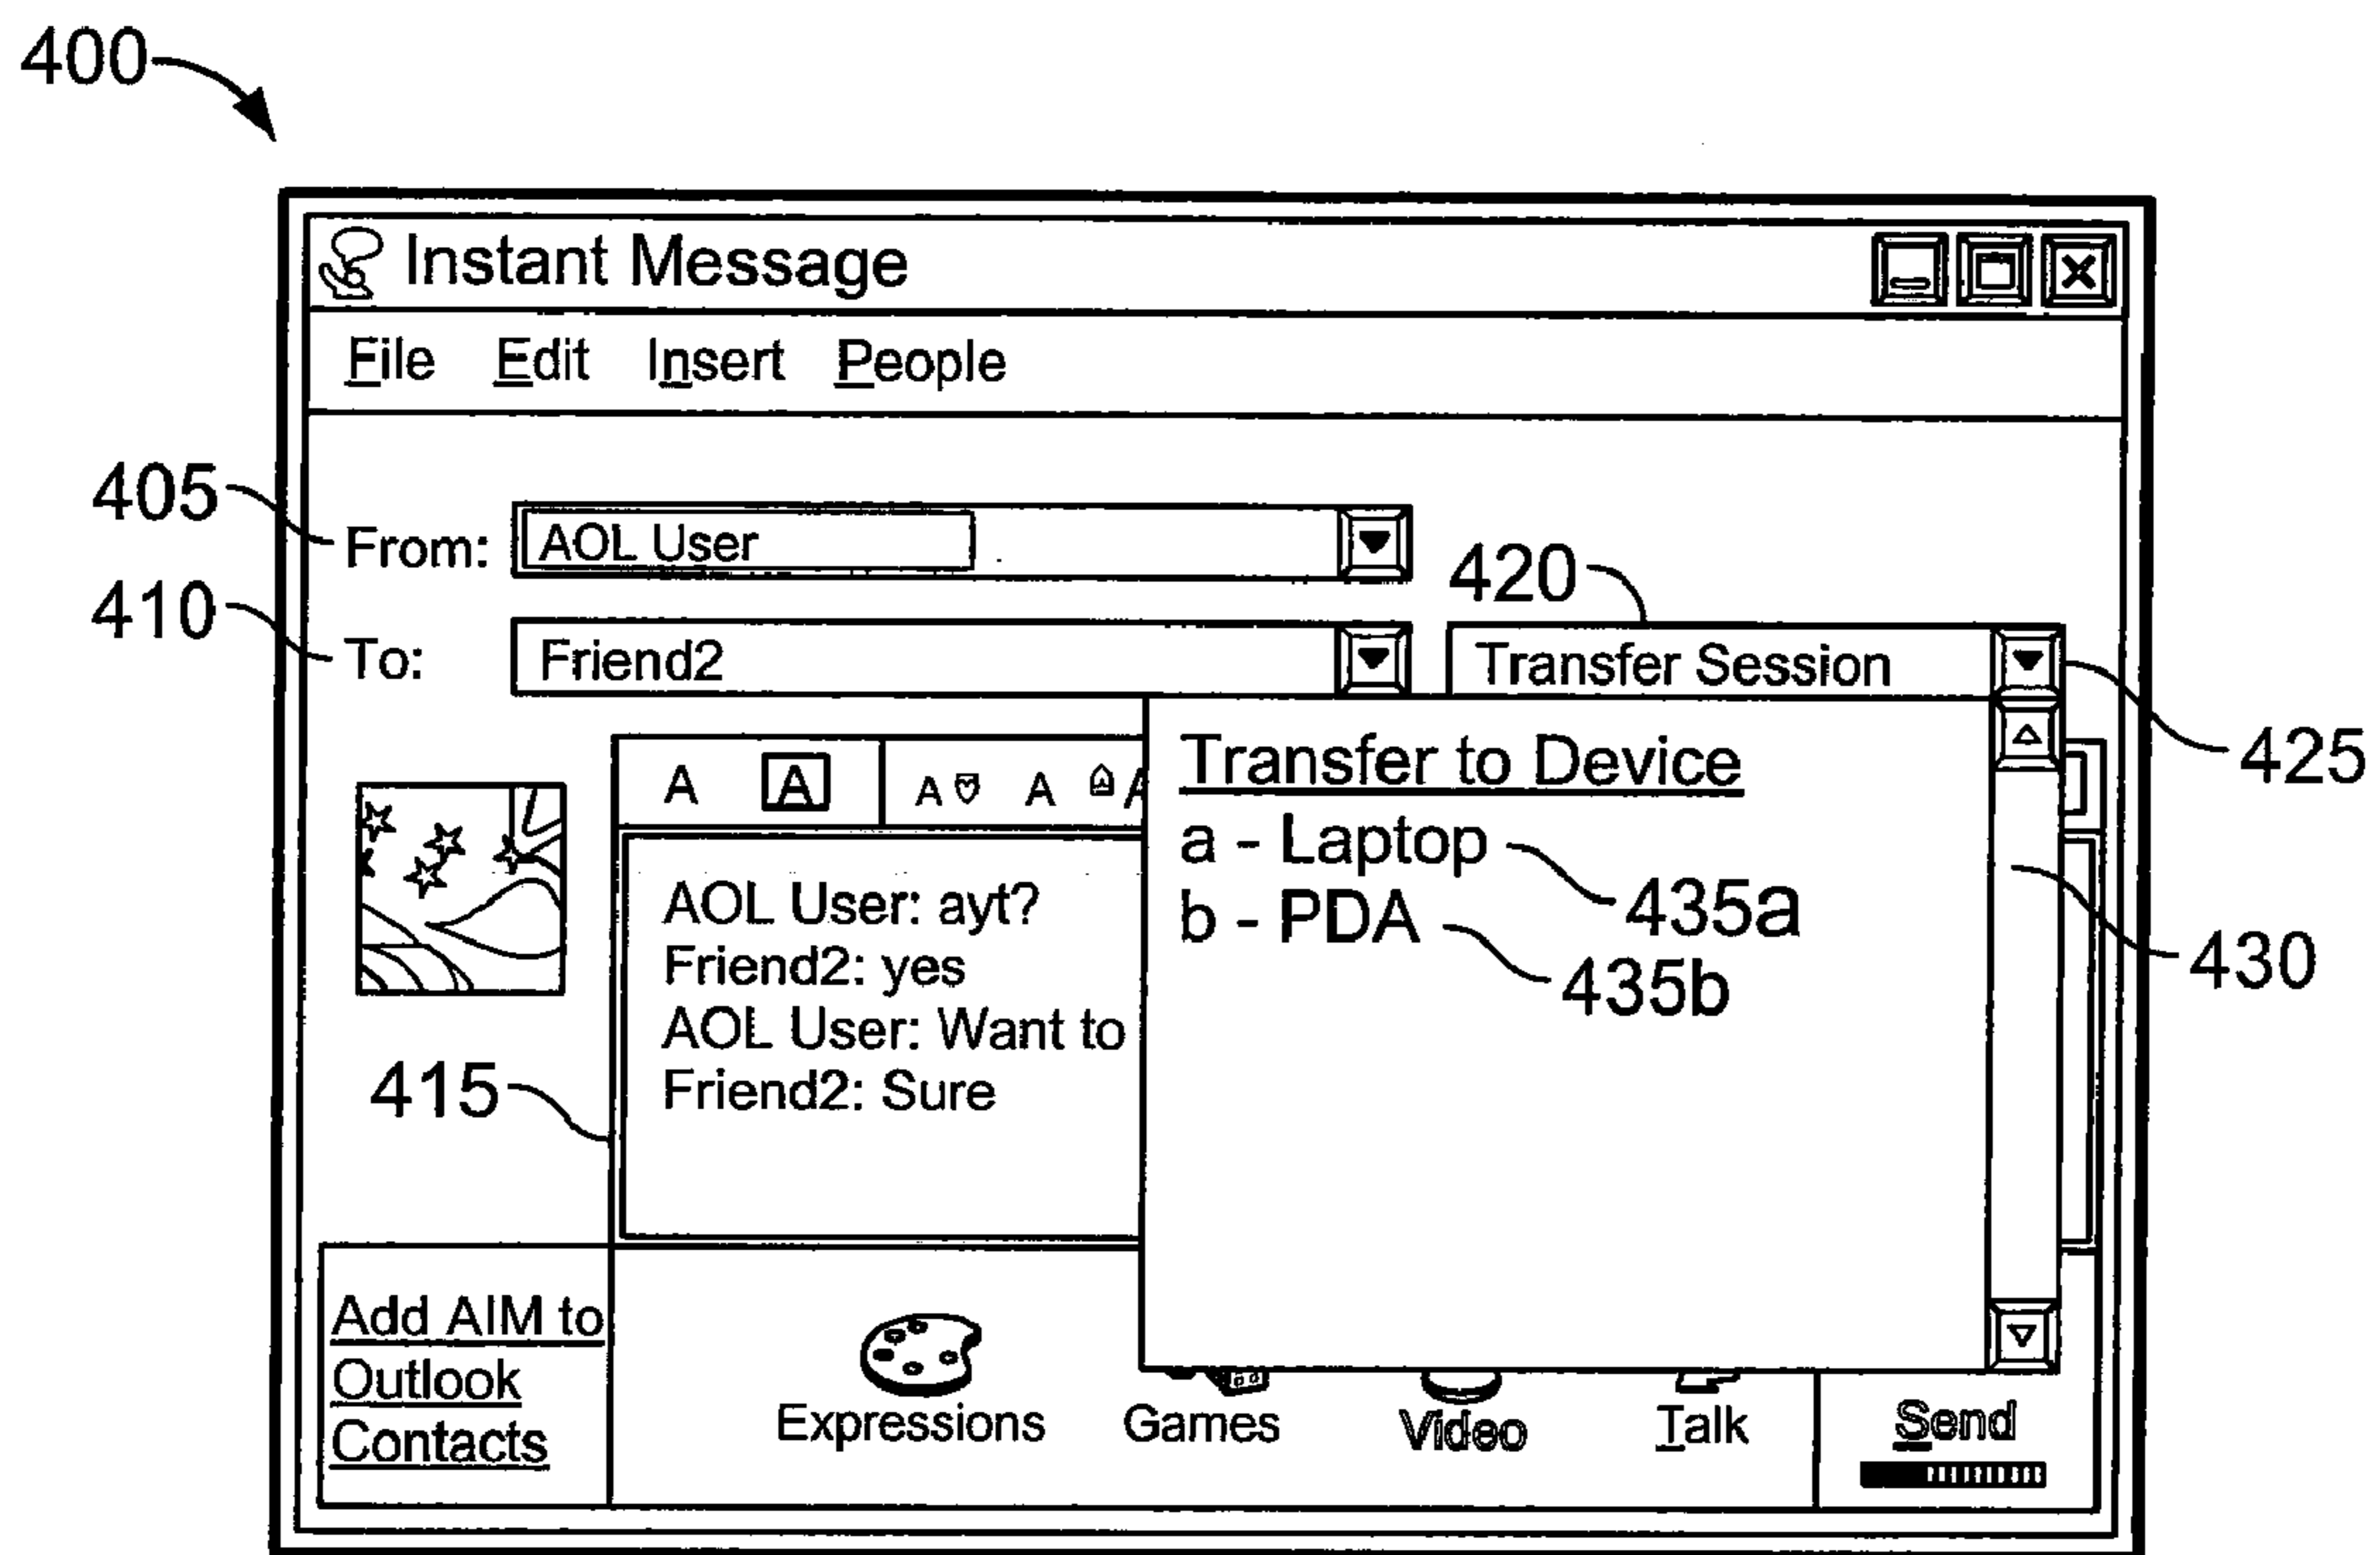 400
Instant Message
File Edit Insert People
405
From: AOL User
410
To: Friend2
420
Transfer Session
425
A A A A A
Transfer to Device
a - Laptop
435a
b - PDA
435b
430
AOL User: ayt?
Friend2: yes
AOL User: Want to
Friend2: Sure
415
Add AIM to
Outlook
Contacts
Expressions Games Video Talk Send